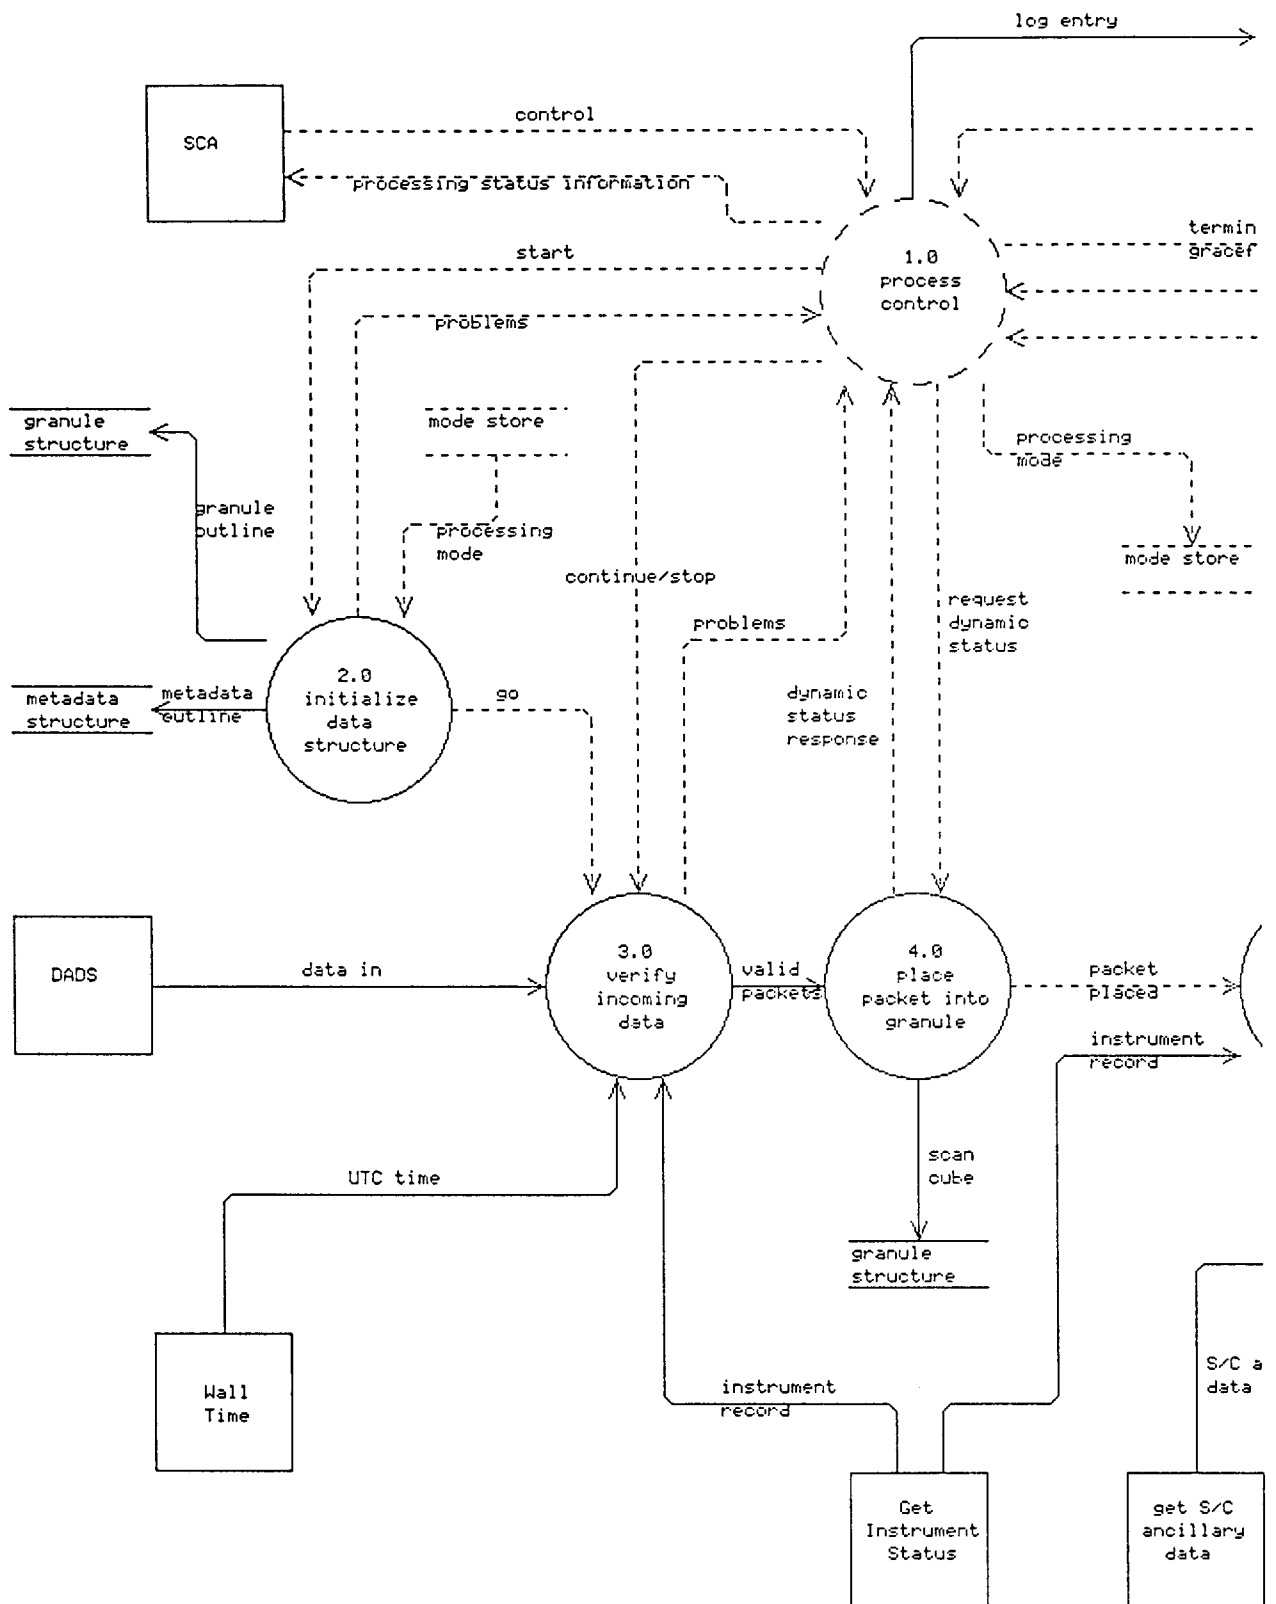 log entry
control
SCA
processing status information
termin
gracef
start
1.0
process
control
problems
granule
structure
mode store
processing
mode
granule
outline
processing
mode
mode store
continue/stop
request
dynamic
status
problems
2.0
initialize
data
structure
metadata
outline
metadata
structure
go
dynamic
status
response
DADS
data in
3.0
verify
incoming
data
valid
packets
4.0
place
packet into
granule
packet
placed
instrument
record
UTC time
scan
cube
granule
structure
Wall
Time
instrument
record
S/C a
data
Get
Instrument
Status
get S/C
ancillary
data